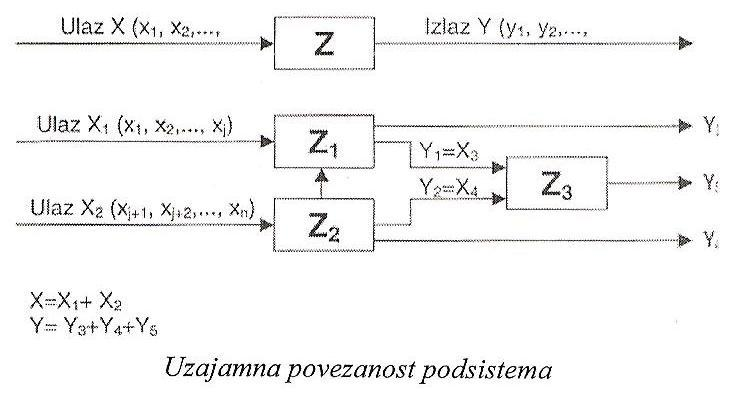 Ulaz X (x₁, x₂,...,
Z
Izlaz Y (y₁, y₂,...,
Ulaz X₁ (x₁, x₂,..., xⱼ)
Z₁
Y
Y₁=X₃
Y₂=X₄
Z₃
Y
Ulaz X₂ (xⱼ₊₁, xⱼ₊₂,..., xₙ)
Z₂
Y
X=X₁+ X₂
Y= Y₃+Y₄+Y₅
Uzajamna povezanost podsistema